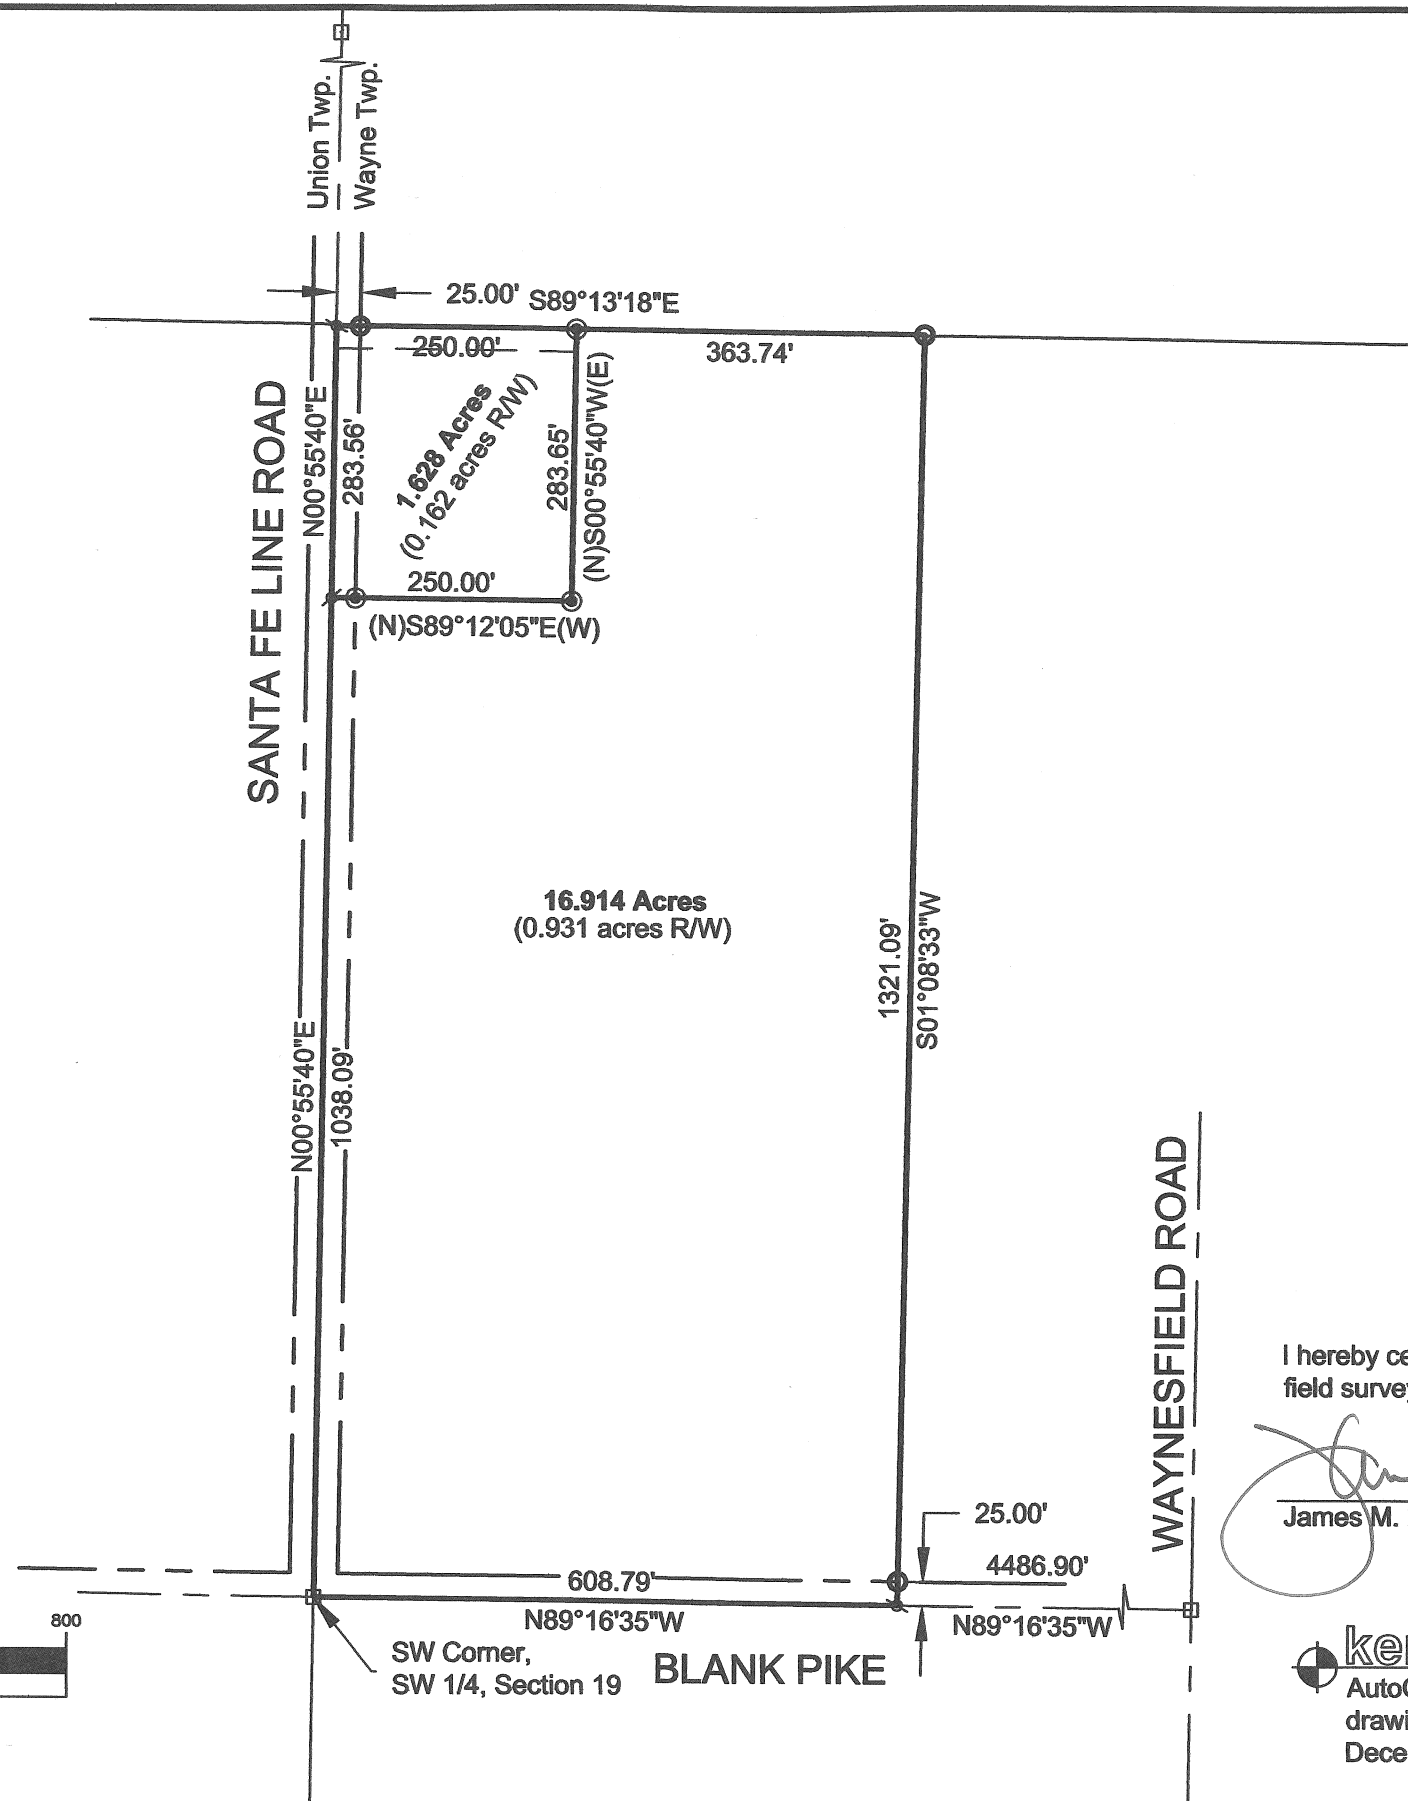 Union Twp.
Wayne Twp.
25.00'
S89°13'18"E
250.00'
363.74'
SANTA FE LINE ROAD
N00°55'40"E
283.56'
1.628 Acres
(0.162 acres R/W)
283.65'
(N)S00°55'40"W(E)
250.00'
(N)S89°12'05"E(W)
16.914 Acres
(0.931 acres R/W)
1321.09'
S01°08'33"W
N00°55'40"E
1038.09'
WAYNESFIELD ROAD
I hereby ce
field surve
James M.
25.00'
4486.90'
608.79'
N89°16'35"W
N89°16'35"W
800
SW Corner,
SW 1/4, Section 19
BLANK PIKE
ke
Auto
drawi
Dece